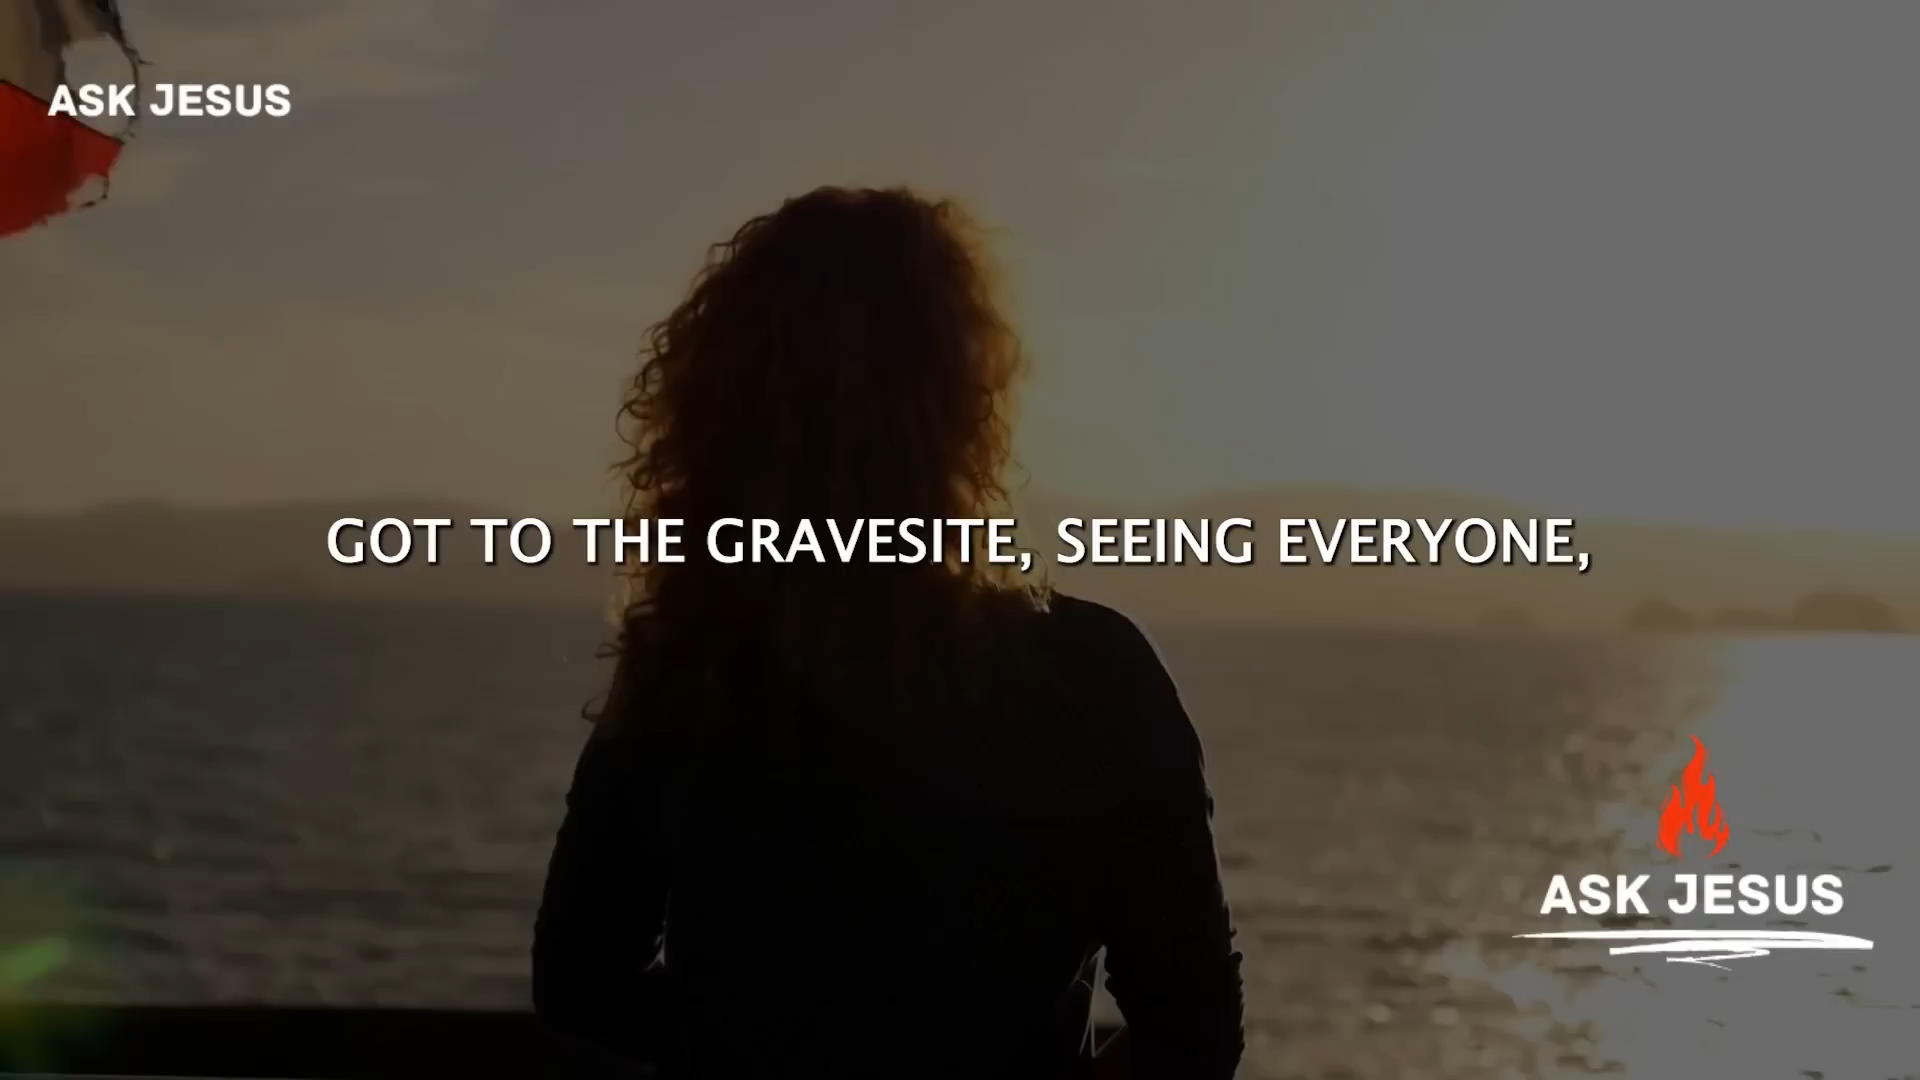 ASK JESUS
GOT TO THE GRAVESITE, SEEING EVERYONE,
ASK JESUS